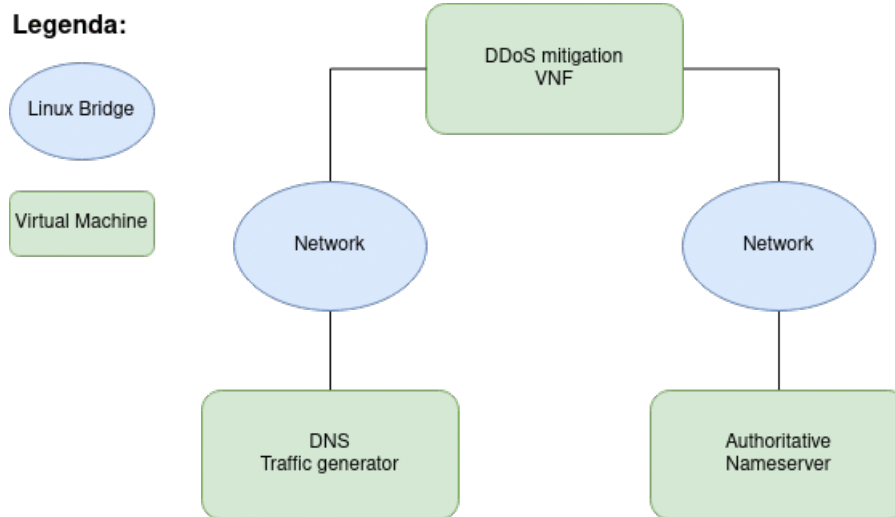 Legenda:
Linux Bridge
Virtual Machine
DDoS mitigation
VNF
Network
Network
DNS
Traffic generator
Authoritative
Nameserver